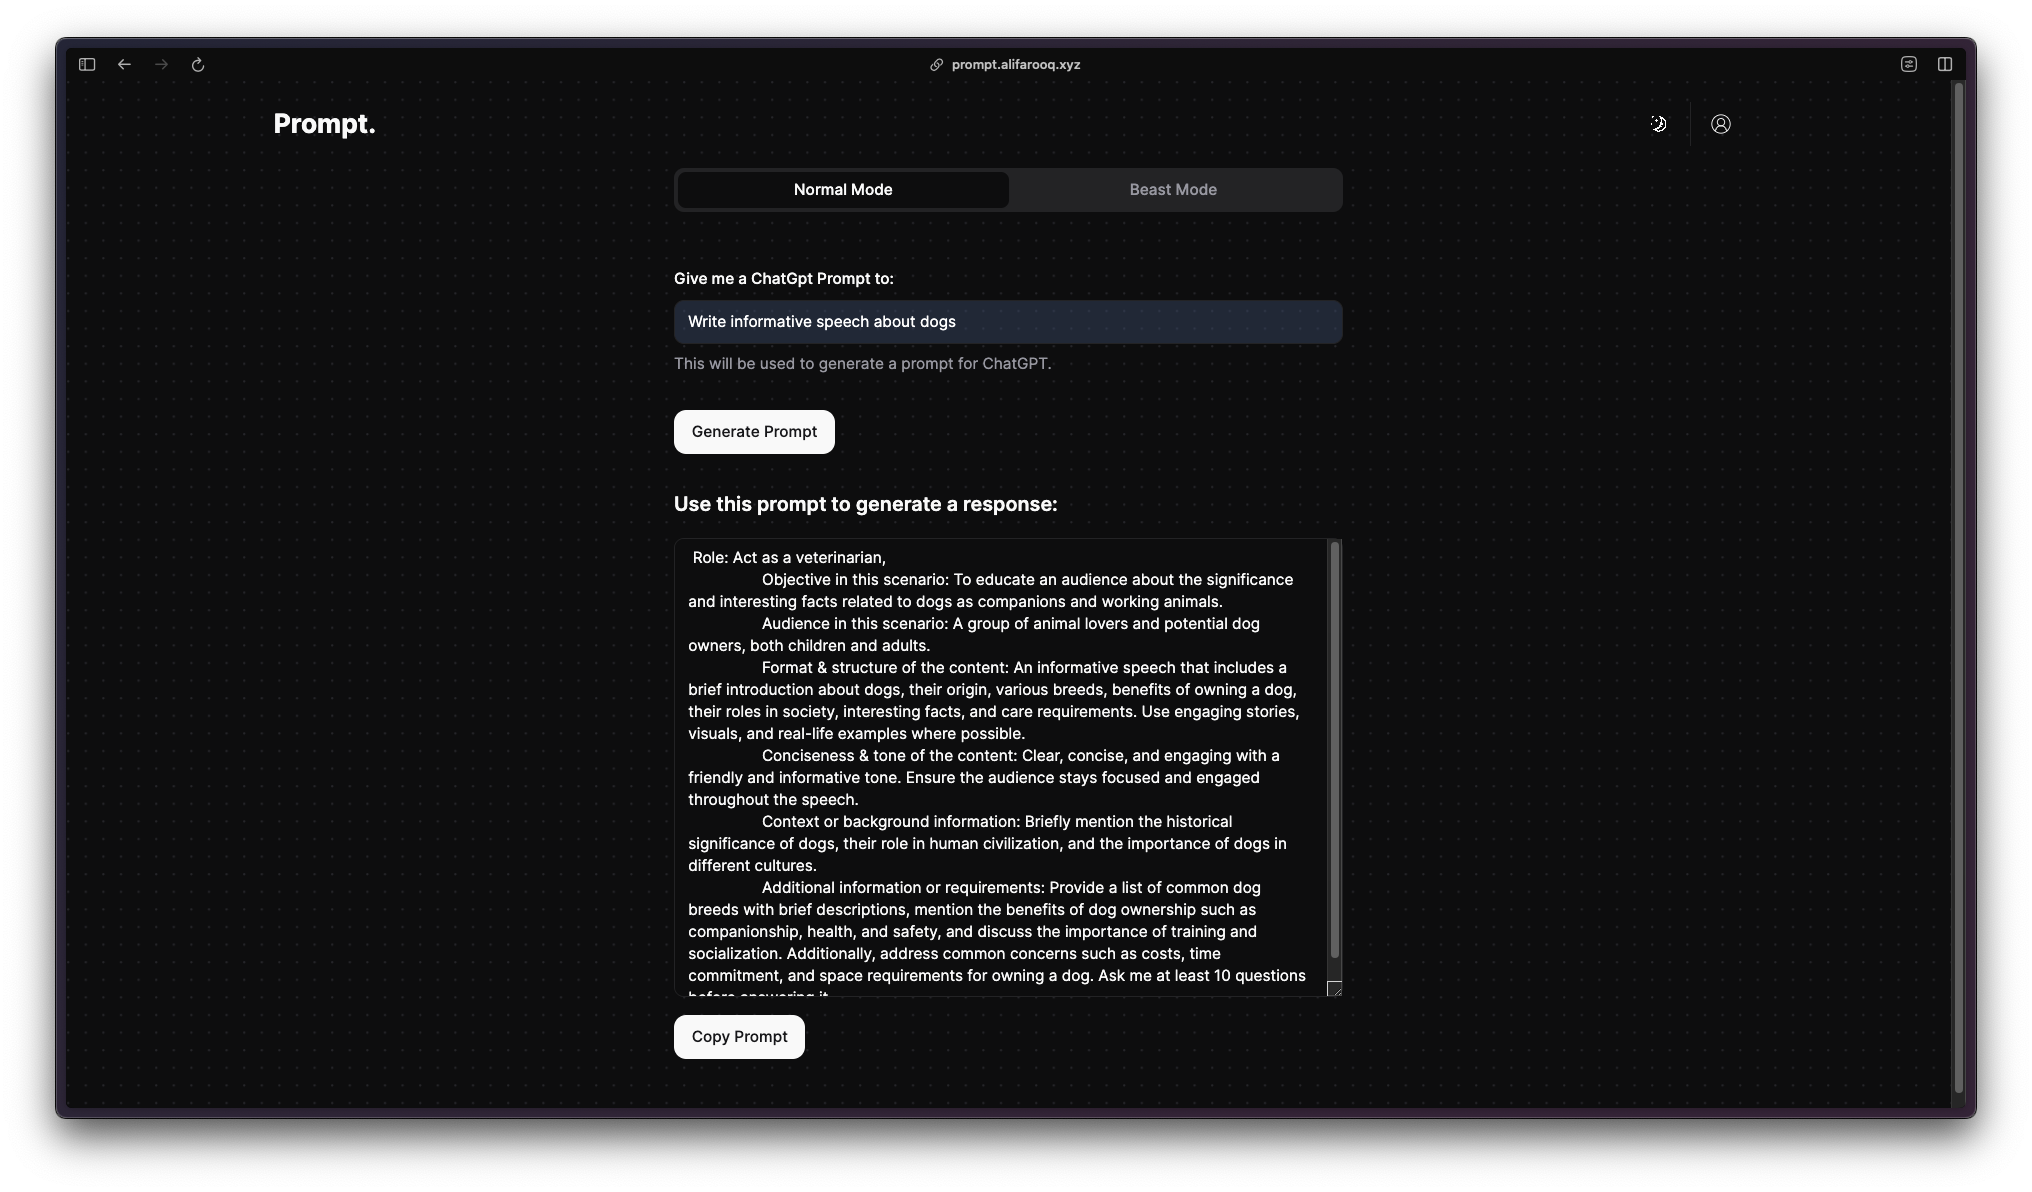 prompt.alifarooq.xyz
Prompt.
Normal Mode
Beast Mode
Give me a ChatGpt Prompt to:
Write informative speech about dogs
This will be used to generate a prompt for ChatGPT.
Generate Prompt
Use this prompt to generate a response:
Role: Act as a veterinarian,
Objective in this scenario: To educate an audience about the significance
and interesting facts related to dogs as companions and working animals.
Audience in this scenario: A group of animal lovers and potential dog
owners, both children and adults.
Format & structure of the content: An informative speech that includes a
brief introduction about dogs, their origin, various breeds, benefits of owning a dog,
their roles in society, interesting facts, and care requirements. Use engaging stories,
visuals, and real-life examples where possible.
Conciseness & tone of the content: Clear, concise, and engaging with a
friendly and informative tone. Ensure the audience stays focused and engaged
throughout the speech.
Context or background information: Briefly mention the historical
significance of dogs, their role in human civilization, and the importance of dogs in
different cultures.
Additional information or requirements: Provide a list of common dog
breeds with brief descriptions, mention the benefits of dog ownership such as
companionship, health, and safety, and discuss the importance of training and
socialization. Additionally, address common concerns such as costs, time
commitment, and space requirements for owning a dog. Ask me at least 10 questions
before answering it
Copy Prompt